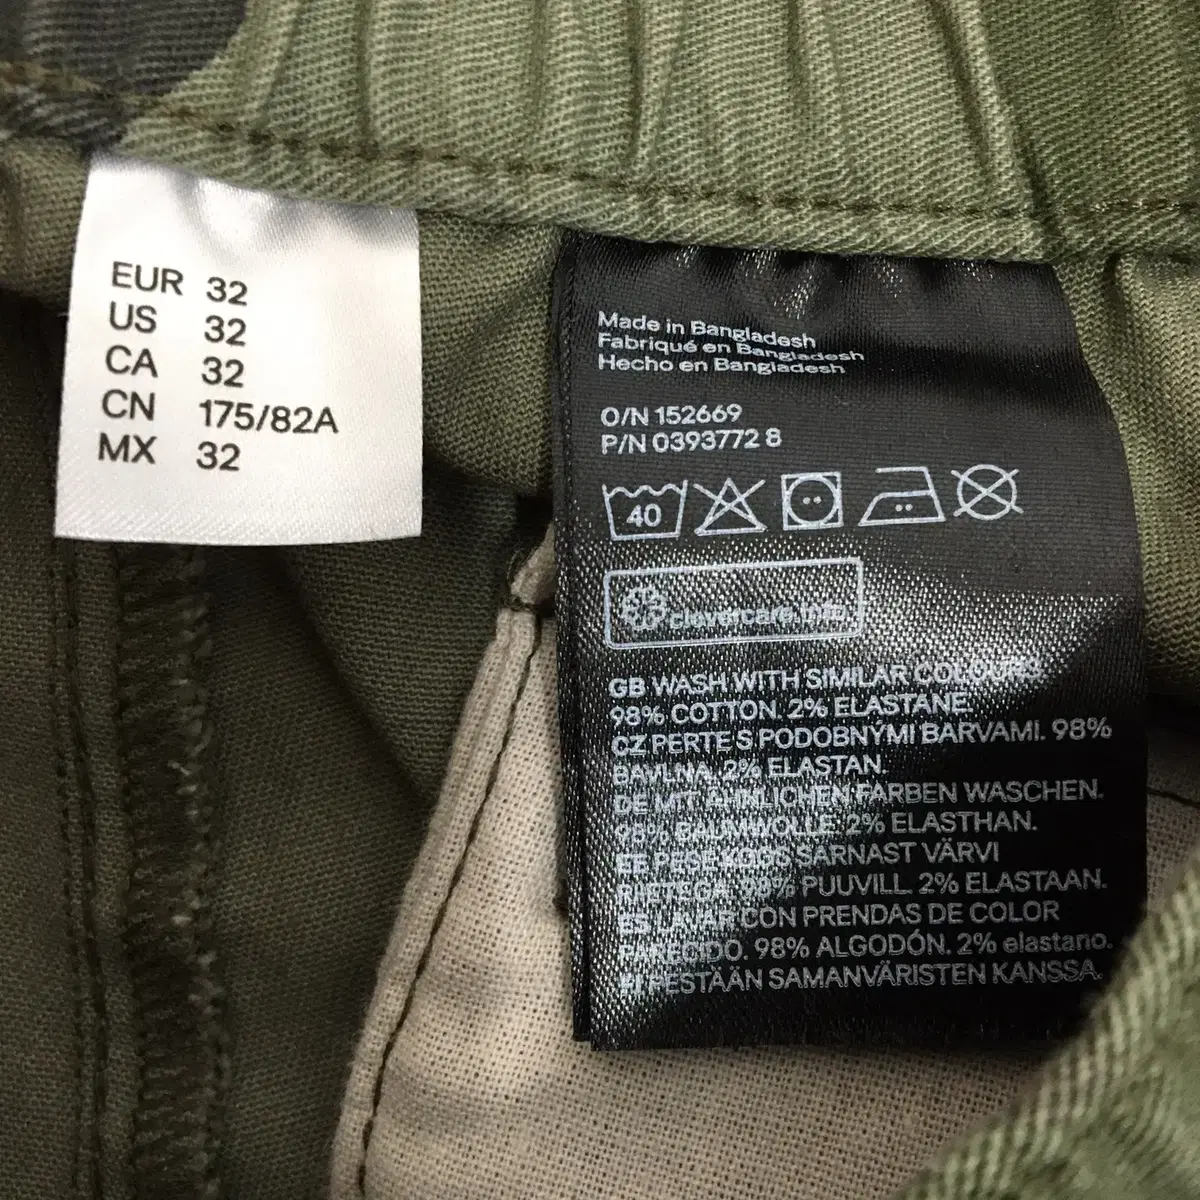 EUR 32
US 32
CA 32
CN 175/82A
MX 32
Made in Bangladesh
Fabriqué en Bangladesh
Hecho en Bangladesh
O/N 152669
P/N 0393772 8
40
clevercare.info
GB WASH WITH SIMILAR COLOURS
98% COTTON. 2% ELASTANE.
CZ PERTE S PODOBNÝMI BARVAMI. 98%
BAVLNA. 2% ELASTAN.
DE MIT ÄHNLICHEN FARBEN WASCHEN.
98% BAUMWOLLE. 2% ELASTHAN.
EE PESE KOOS SARNAST VÄRVI
RIIETEGA. 98% PUUVILL. 2% ELASTAAN.
ES LAVAR CON PRENDAS DE COLOR
PARECIDO. 98% ALGODÓN. 2% elastano.
FI PESTÄÄN SAMANVÄRISTEN KANSSA.